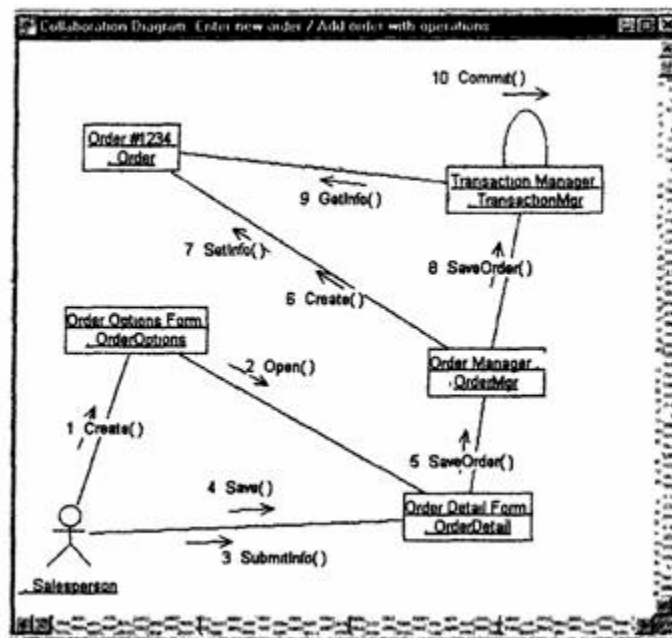 Collaboration Diagram: Enter new order / Add order with operations
10 Commit()
Order #1234
: Order
Transaction Manager
: TransactionMgr
9 GetInfo()
7 SetInfo()
8 SaveOrder()
6 Create()
Order Options Form
: OrderOptions
2 Open()
Order Manager :
OrderMgr
1 Create()
5 SaveOrder()
4 Save()
Order Detail Form
: OrderDetail
3 SubmitInfo()
: Salesperson